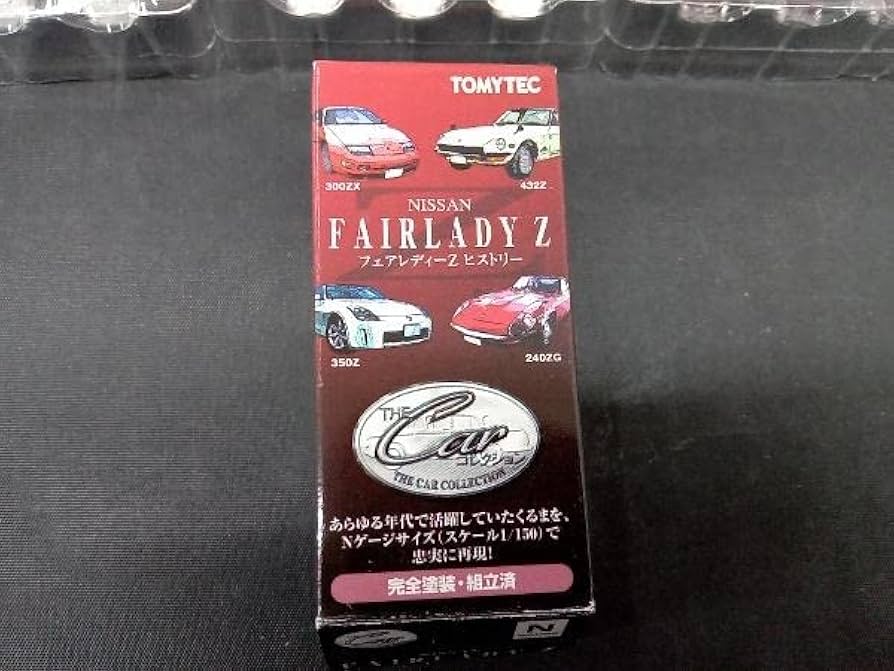 TOMYTEC
300ZX
432Z
NISSAN
FAIRLADY Z
フェアレディーZ ヒストリー
350Z
240ZG
THE
Car
コレクション
THE CAR COLLECTION
あらゆる年代で活躍していたくるまを、
Nゲージサイズ(スケール1/150)で
忠実に再現!
完全塗装・組立済
Car
N